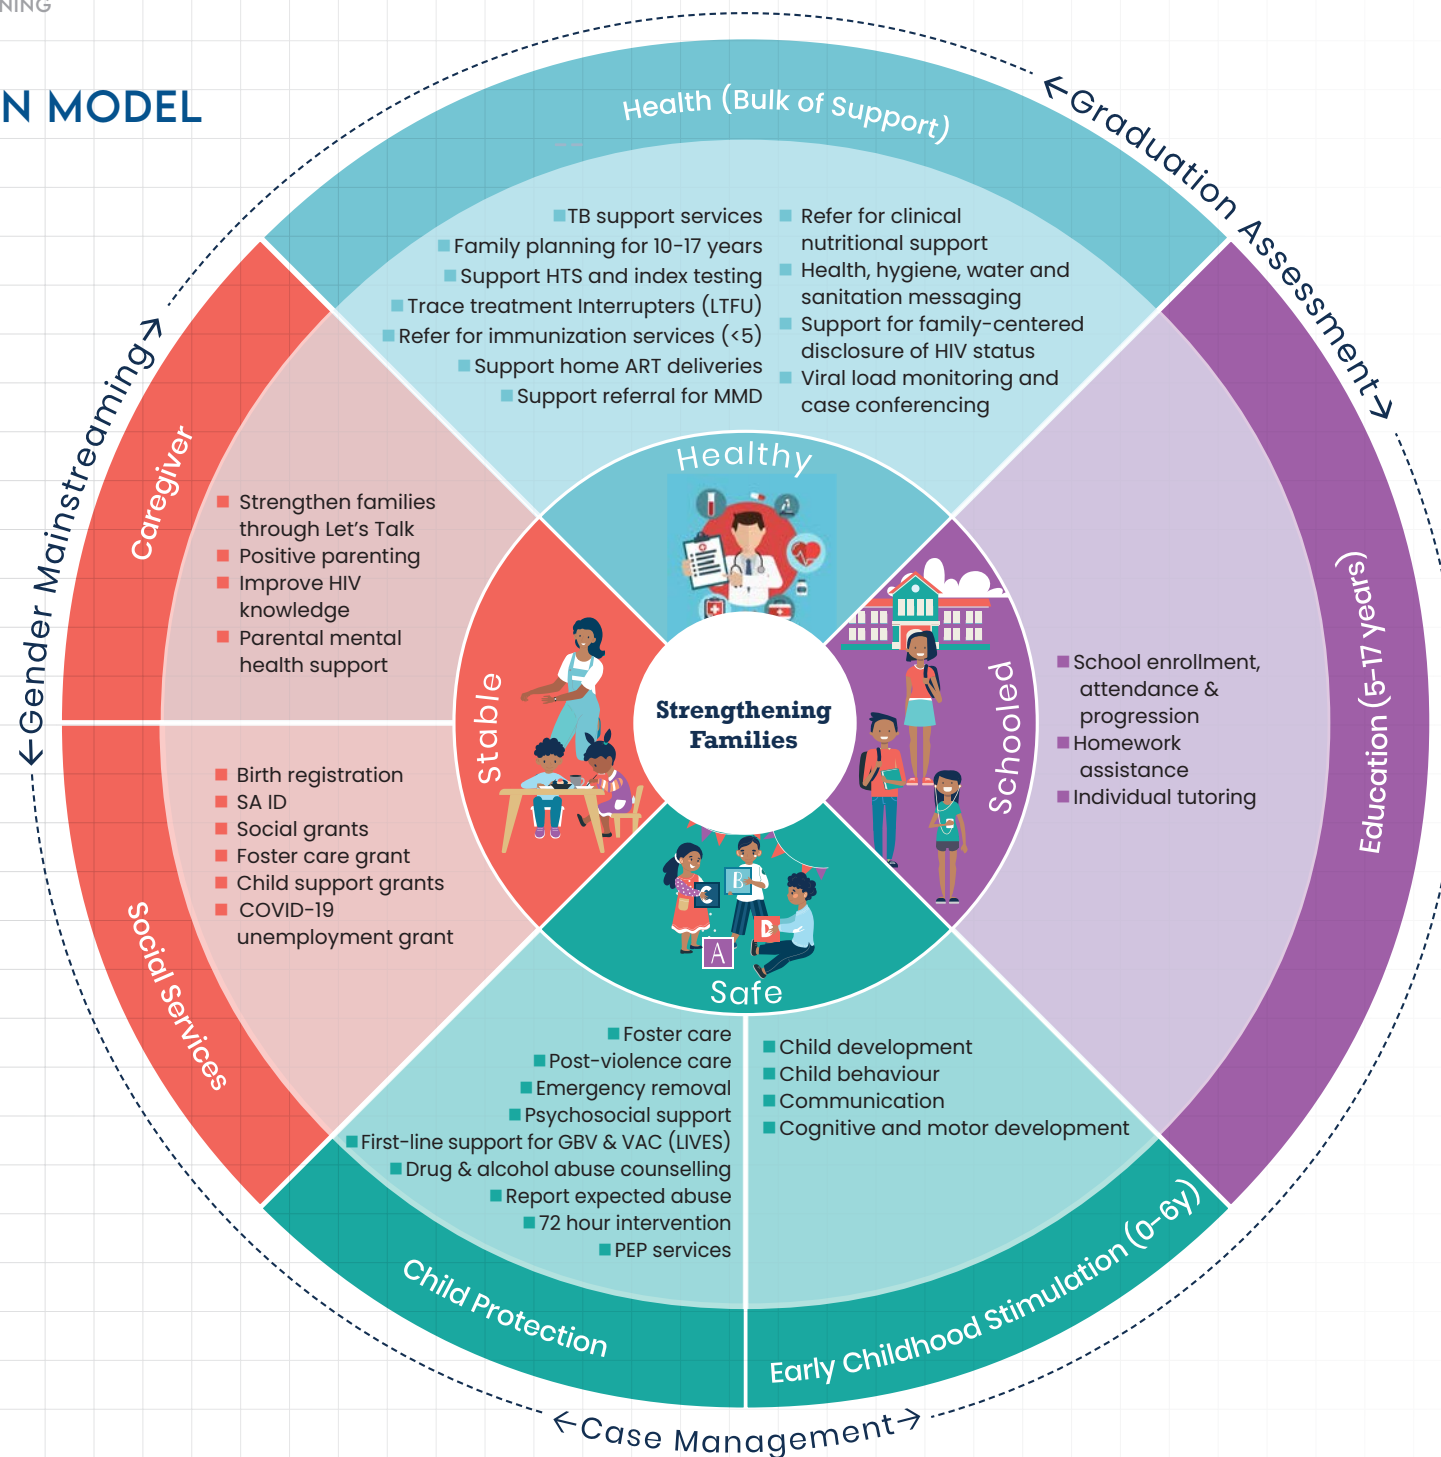 NING
N MODEL
Health (Bulk of Support)
←Graduation Assessment→
TB support services
Family planning for 10-17 years
Support HTS and index testing
Trace treatment Interrupters (LTFU)
Refer for immunization services (<5)
Support home ART deliveries
Support referral for MMD
Refer for clinical
nutritional support
Health, hygiene, water and
sanitation messaging
Support for family-centered
disclosure of HIV status
Viral load monitoring and
case conferencing
Healthy
←Gender Mainstreaming→
Caregiver
Strengthen families
through Let's Talk
Positive parenting
Improve HIV
knowledge
Parental mental
health support
Stable
Strengthening
Families
Schooled
School enrollment,
attendance &
progression
Homework
assistance
Individual tutoring
Education (5-17 years)
Social Services
Birth registration
SA ID
Social grants
Foster care grant
Child support grants
COVID-19
unemployment grant
C
B
D
A
Safe
Foster care
Post-violence care
Emergency removal
Psychosocial support
First-line support for GBV & VAC (LIVES)
Drug & alcohol abuse counselling
Report expected abuse
72 hour intervention
PEP services
Child development
Child behaviour
Communication
Cognitive and motor development
Child Protection
Early Childhood Stimulation (0-6y)
←Case Management→